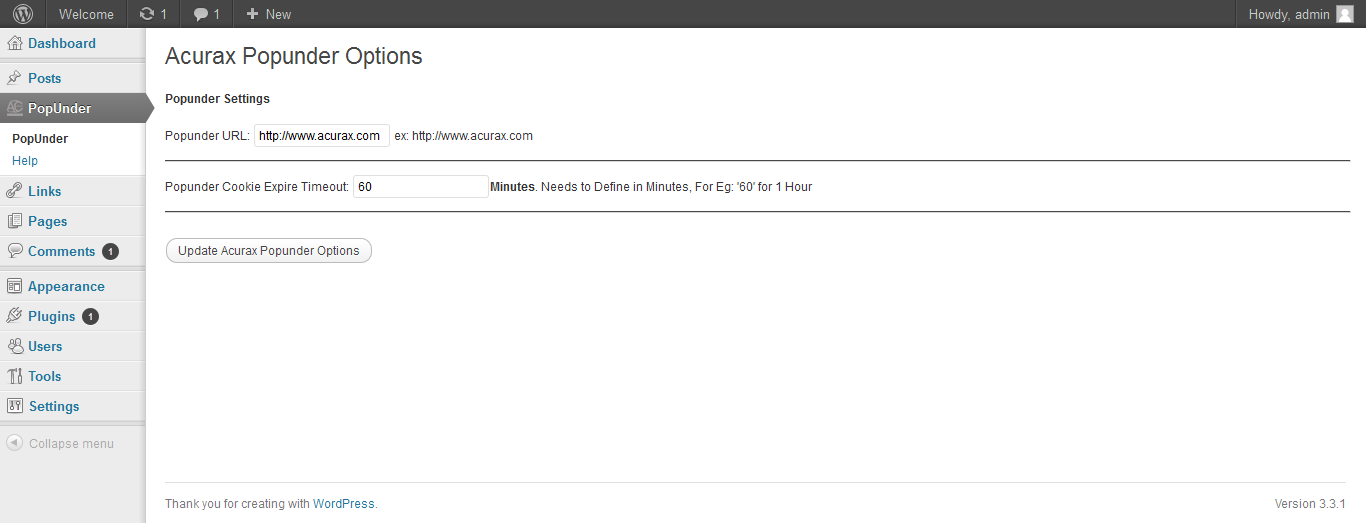 Welcome 1 1 New Howdy, admin
Dashboard
Posts
PopUnder
PopUnder
Help
Links
Pages
Comments 1
Appearance
Plugins 1
Users
Tools
Settings
Collapse menu
Acurax Popunder Options
Popunder Settings
Popunder URL: http://www.acurax.com ex: http://www.acurax.com
Popunder Cookie Expire Timeout: 60 Minutes. Needs to Define in Minutes, For Eg: '60' for 1 Hour
Update Acurax Popunder Options
Thank you for creating with WordPress. Version 3.3.1